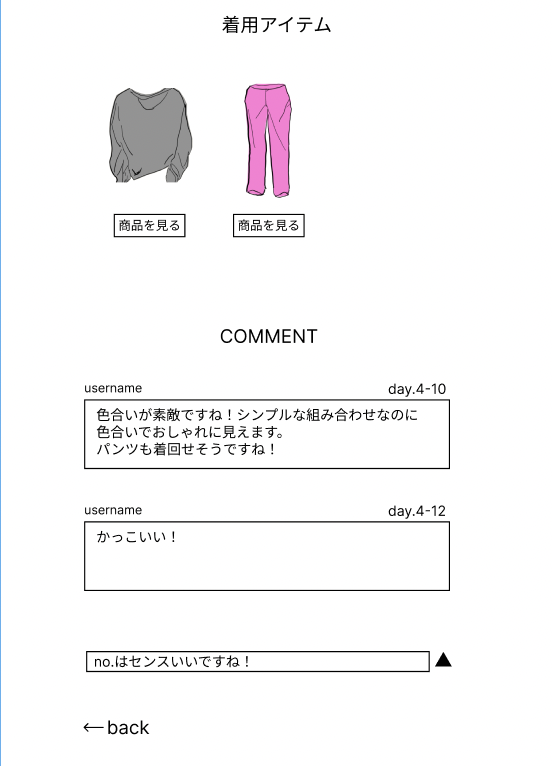 着用アイテム
商品を見る 商品を見る
COMMENT
username day.4-10
色合いが素敵ですね！シンプルな組み合わせなのに
色合いでおしゃれに見えます。
パンツも着回せそうですね！
username day.4-12
かっこいい！
no.はセンスいいですね！ ▲
←back